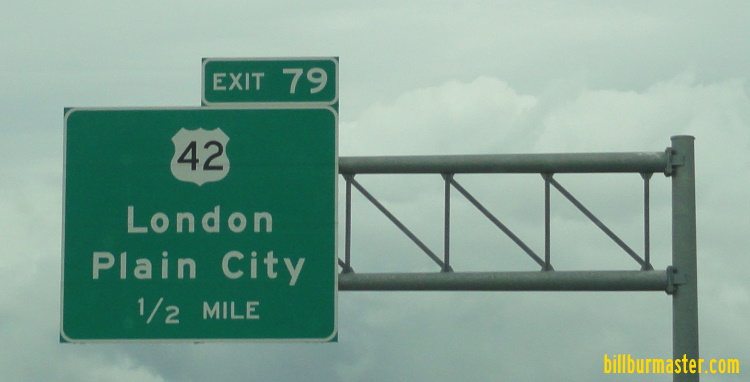 EXIT 79
42
London
Plain City
1/2 MILE
billburmaster.com